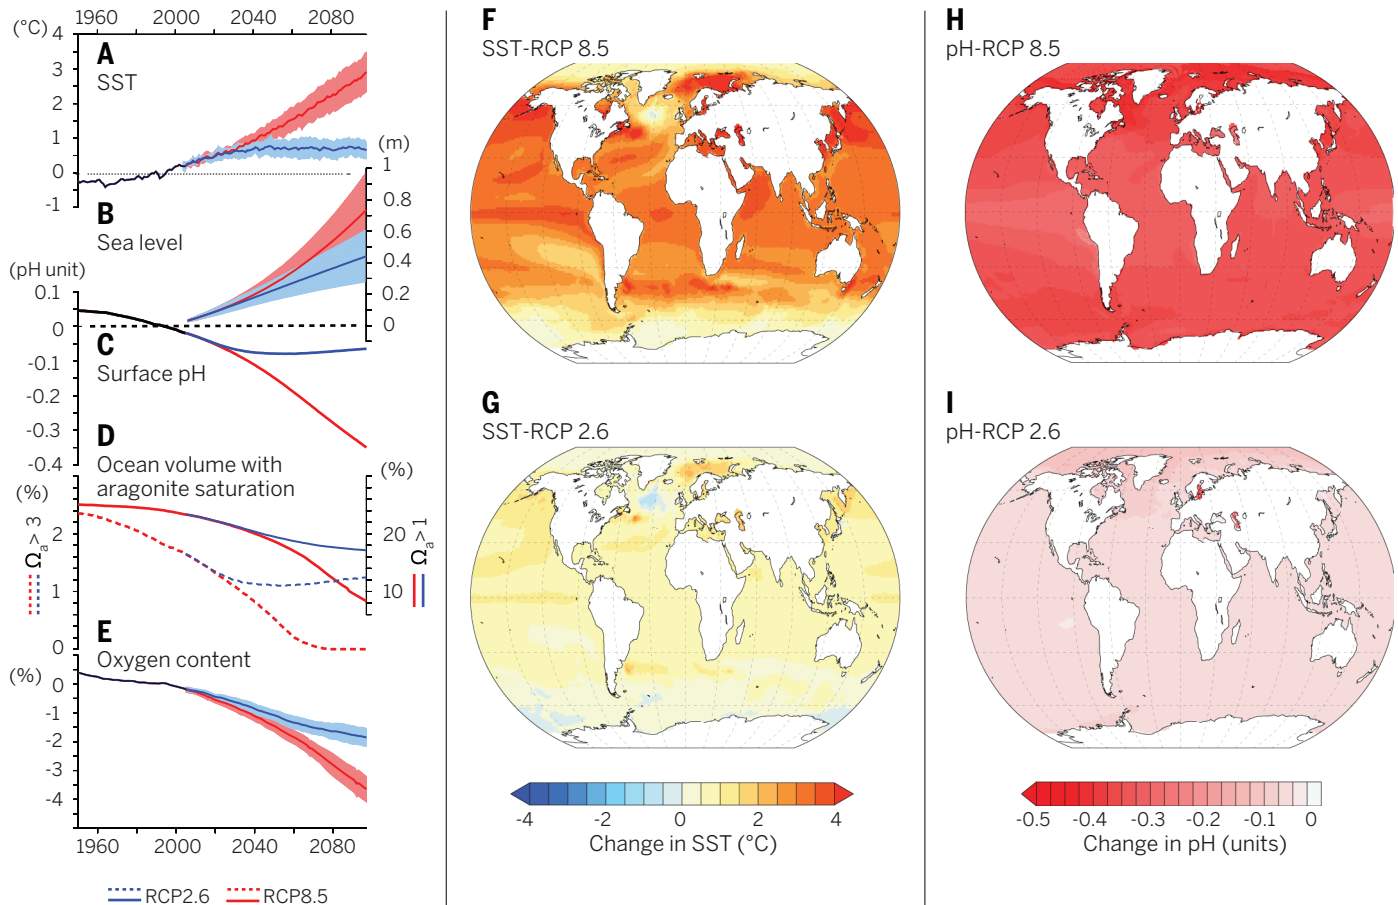 1960 2000 2040 2080
(°C)
4
3
2
1
0
-1
A
SST
(m)
1
0.8
0.6
0.4
0.2
0
B
Sea level
(pH unit)
0.1
0
-0.1
-0.2
-0.3
-0.4
C
Surface pH
D
Ocean volume with
aragonite saturation
(%)
2
1
0
Ωa> 3
(%)
20
10
Ωa> 1
E
Oxygen content
(%)
0
-1
-2
-3
-4
1960 2000 2040 2080
RCP2.6 RCP8.5
F
SST-RCP 8.5
G
SST-RCP 2.6
-4 -2 0 2 4
Change in SST (°C)
H
pH-RCP 8.5
I
pH-RCP 2.6
-0.5 -0.4 -0.3 -0.2 -0.1 0
Change in pH (units)